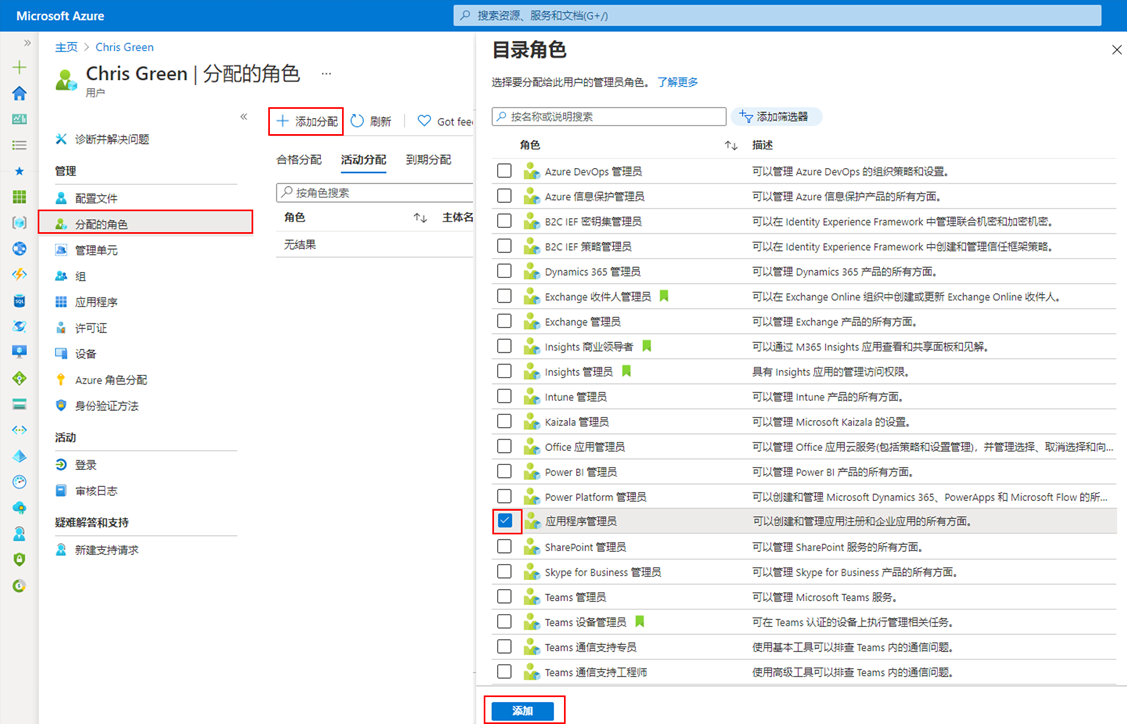 Microsoft Azure
搜索资源、服务和文档(G+/)
主页 > Chris Green
Chris Green | 分配的角色 ...
用户
诊断并解决问题
管理
配置文件
分配的角色
管理单元
组
应用程序
许可证
设备
Azure 角色分配
身份验证方法
活动
登录
审核日志
疑难解答和支持
新建支持请求
添加分配 刷新 Got fee
合格分配 活动分配 到期分配
按角色搜索
角色 主体名
无结果
目录角色
选择要分配给此用户的管理员角色。 了解更多
按名称或说明搜索 添加筛选器
角色 描述
Azure DevOps 管理员 可以管理 Azure DevOps 的组织策略和设置。
Azure 信息保护管理员 可以管理 Azure 信息保护产品的所有方面。
B2C IEF 密钥集管理员 可以在 Identity Experience Framework 中管理联合机密和加密机密。
B2C IEF 策略管理员 可以在 Identity Experience Framework 中创建和管理信任框架策略。
Dynamics 365 管理员 可以管理 Dynamics 365 产品的所有方面。
Exchange 收件人管理员 可以在 Exchange Online 组织中创建或更新 Exchange Online 收件人。
Exchange 管理员 可以管理 Exchange 产品的所有方面。
Insights 商业领导者 可以通过 M365 Insights 应用查看和共享面板和见解。
Insights 管理员 具有 Insights 应用的管理访问权限。
Intune 管理员 可以管理 Intune 产品的所有方面。
Kaizala 管理员 可以管理 Microsoft Kaizala 的设置。
Office 应用管理员 可以管理 Office 应用云服务(包括策略和设置管理)，并管理选择、取消选择和向...
Power BI 管理员 可以管理 Power BI 产品的所有方面。
Power Platform 管理员 可以创建和管理 Microsoft Dynamics 365、PowerApps 和 Microsoft Flow 的所...
应用程序管理员 可以创建和管理应用注册和企业应用的所有方面。
SharePoint 管理员 可以管理 SharePoint 服务的所有方面。
Skype for Business 管理员 可以管理 Skype for Business 产品的所有方面。
Teams 管理员 可以管理 Microsoft Teams 服务。
Teams 设备管理员 可在 Teams 认证的设备上执行管理相关任务。
Teams 通信支持专员 使用基本工具可以排查 Teams 内的通信问题。
Teams 通信支持工程师 使用高级工具可以排查 Teams 内的通信问题。
添加